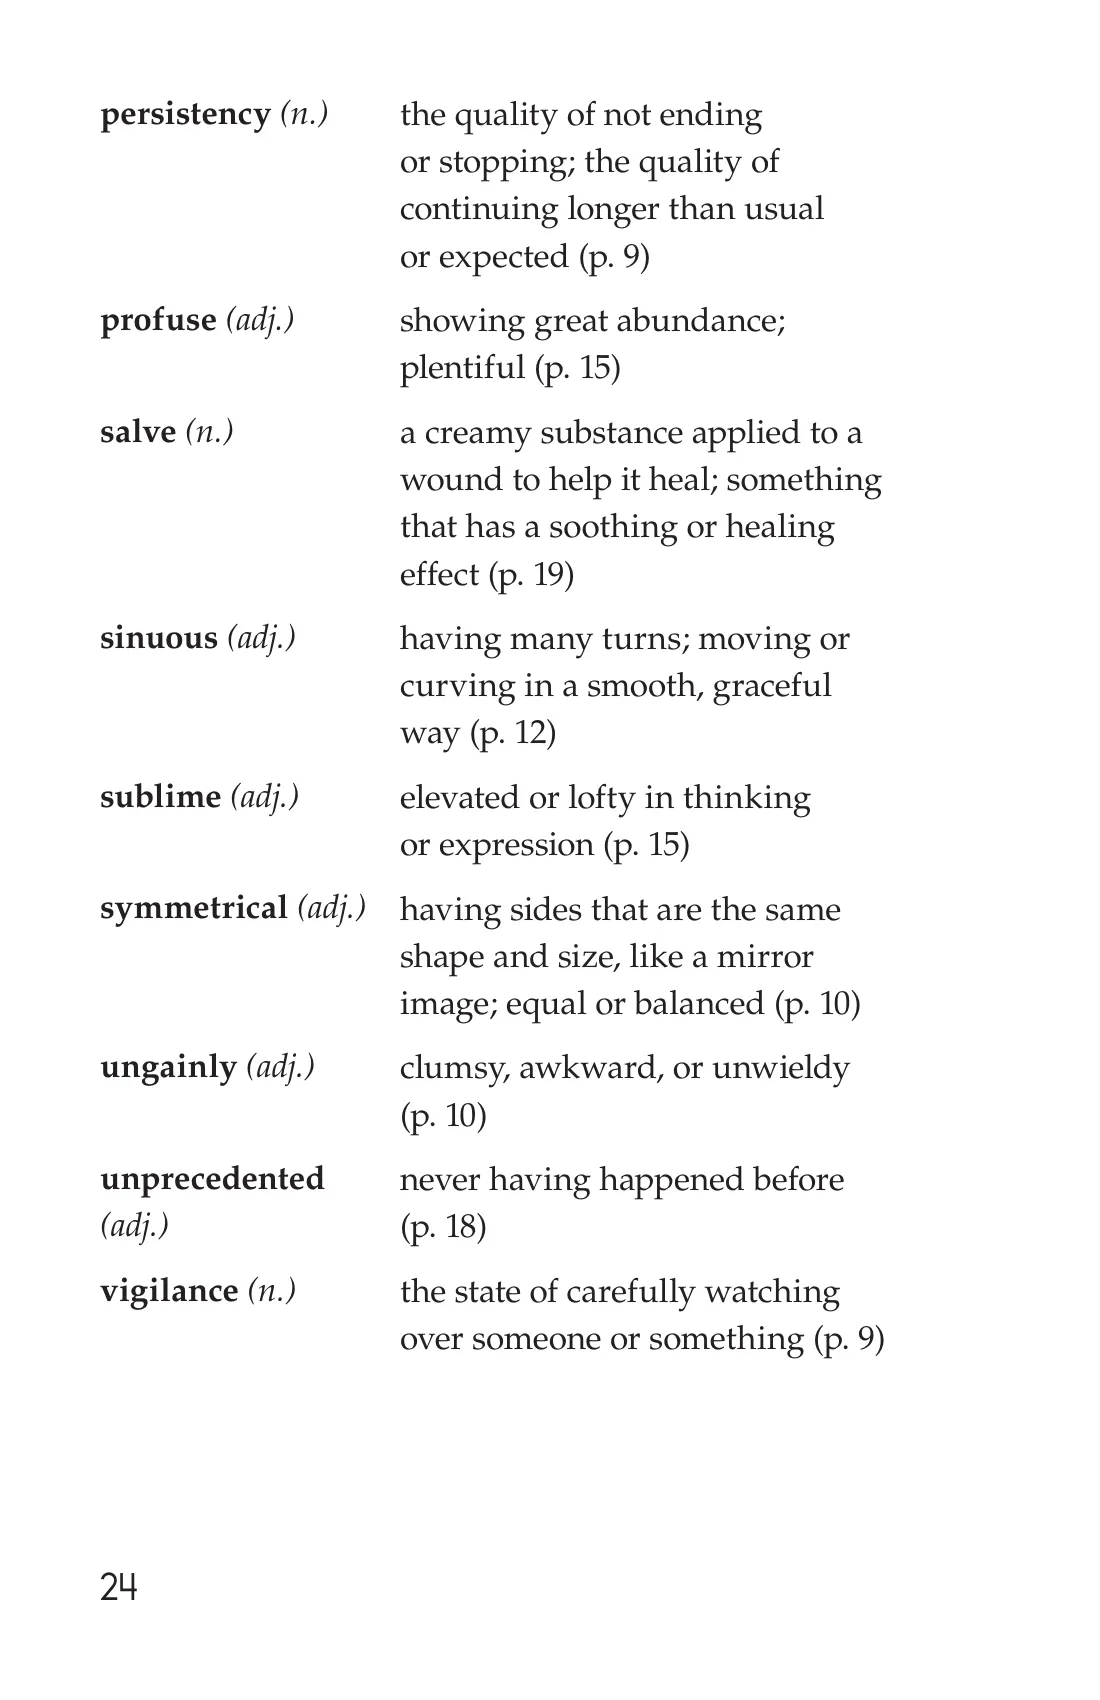 persistency (n.) the quality of not ending
or stopping; the quality of
continuing longer than usual
or expected (p. 9)
profuse (adj.) showing great abundance;
plentiful (p. 15)
salve (n.) a creamy substance applied to a
wound to help it heal; something
that has a soothing or healing
effect (p. 19)
sinuous (adj.) having many turns; moving or
curving in a smooth, graceful
way (p. 12)
sublime (adj.) elevated or lofty in thinking
or expression (p. 15)
symmetrical (adj.) having sides that are the same
shape and size, like a mirror
image; equal or balanced (p. 10)
ungainly (adj.) clumsy, awkward, or unwieldy
(p. 10)
unprecedented never having happened before
(adj.) (p. 18)
vigilance (n.) the state of carefully watching
over someone or something (p. 9)
24